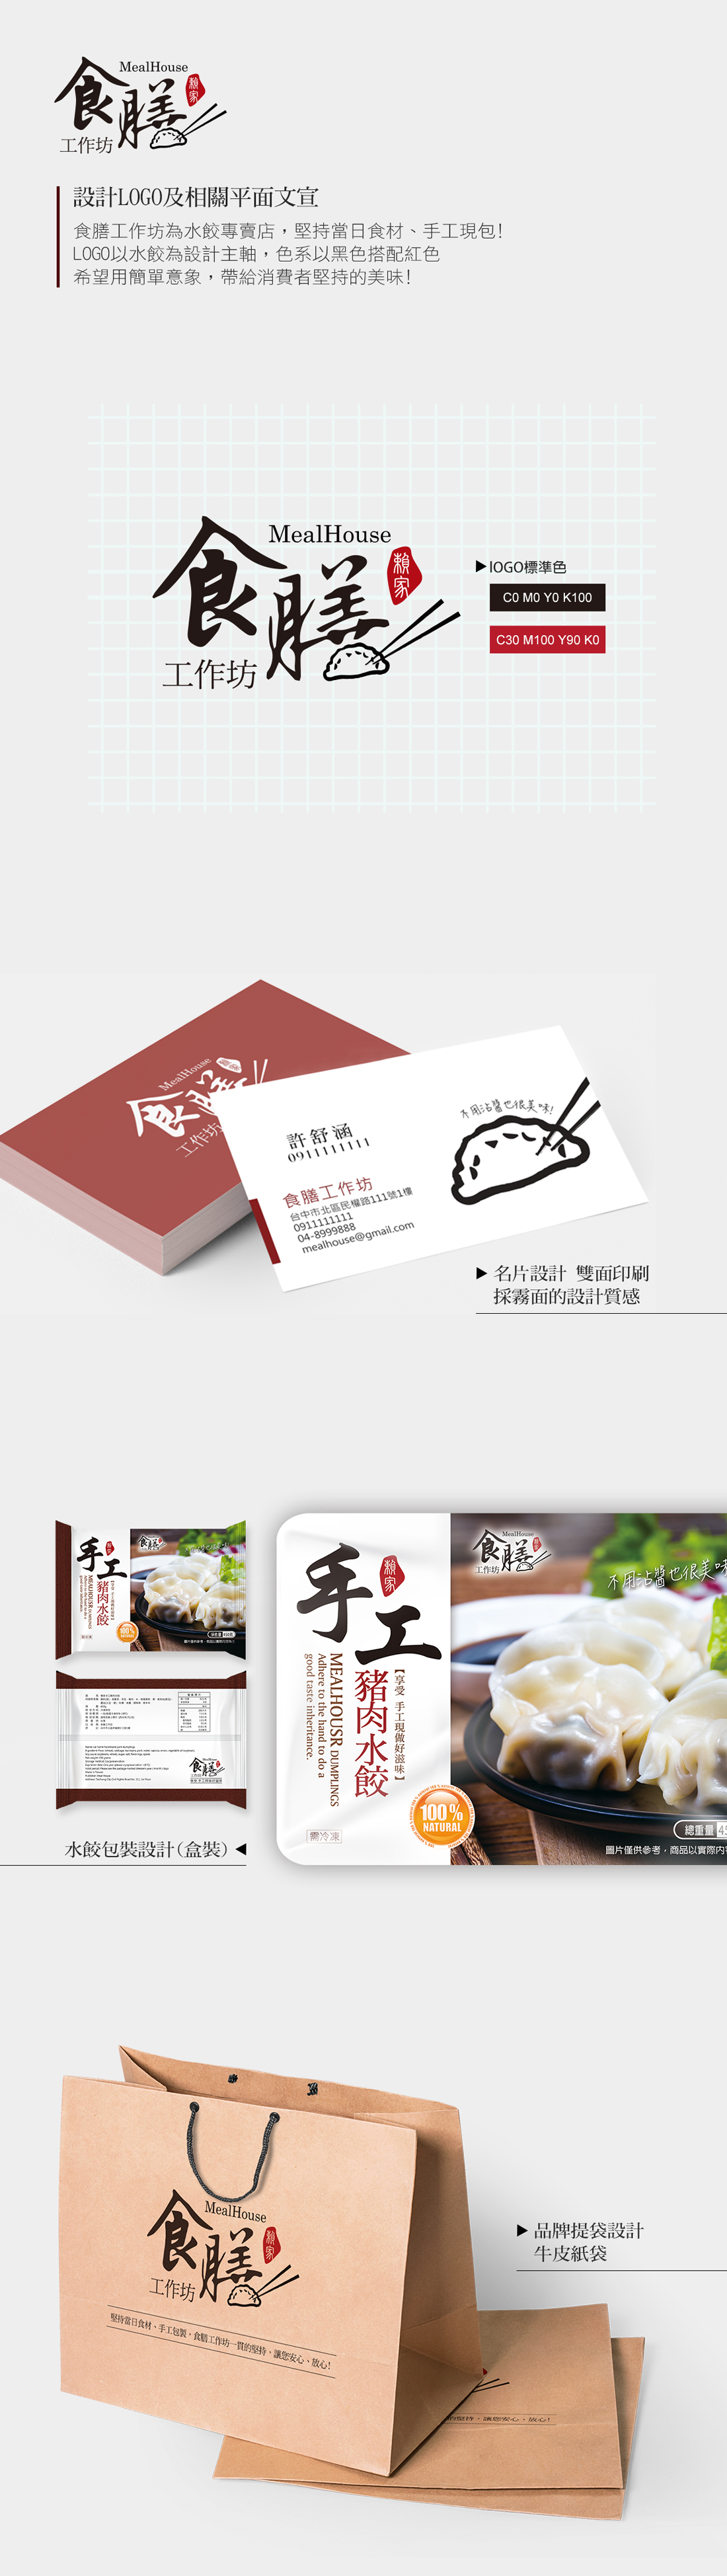 MealHouse
食膳
賴家
工作坊
設計LOGO及相關平面文宣
食膳工作坊為水餃專賣店，堅持當日食材、手工現包！
LOGO以水餃為設計主軸，色系以黑色搭配紅色
希望用簡單意象，帶給消費者堅持的美味！
MealHouse
食膳
賴家
工作坊
▶lOGO標準色
C0 M0 Y0 K100
C30 M100 Y90 K0
MealHouse
食膳
工作坊
許舒涵
0911111111
不用沾醬也很美味！
食膳工作坊
台中市北區民權路111號1樓
0911111111
04-8999888
mealhouse@gmail.com
▶ 名片設計 雙面印刷
採霧面的設計質感
手工
賴家
豬肉水餃
100%
NATURAL
MealHouse
食膳
工作坊
水餃包裝設計(盒裝) ◀
手工
賴家
【享受 手工現做好滋味】
豬肉水餃
MEALHOUSR DUMPLINGS
Adhere to the hand to do a
good taste inheritance.
需冷凍
100%
NATURAL
MealHouse
食膳
賴家
工作坊
不用沾醬也很美味
總重量
圖片僅供參考，商品以實際內
MealHouse
食膳
賴家
工作坊
堅持當日食材、手工包製，食膳工作坊一貫的堅持、讓您安心、放心！
的堅持、讓您安心、放心！
▶ 品牌提袋設計
牛皮紙袋